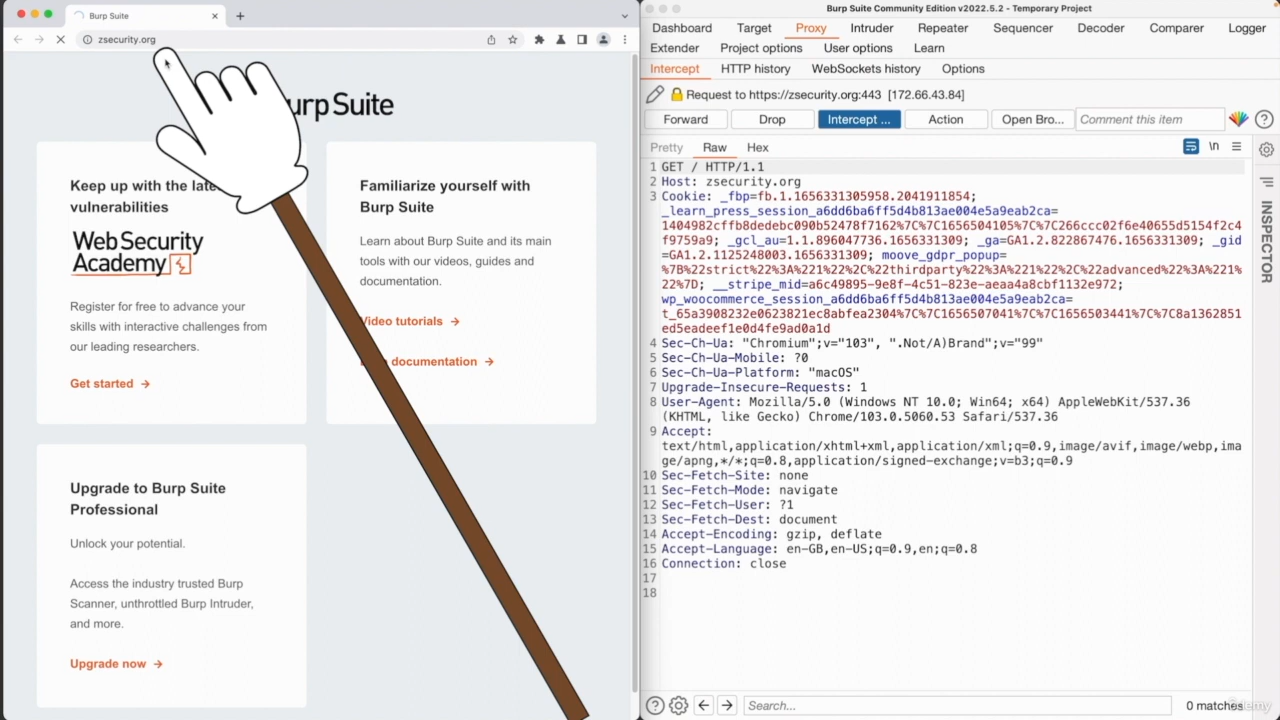 Burp Suite
zsecurity.org
urp Suite
Keep up with the late
vulnerabilities
Web Security
Academy
Register for free to advance your
skills with interactive challenges from
our leading researchers.
Get started →
Familiarize yourself with
Burp Suite
Learn about Burp Suite and its main
tools with our videos, guides and
documentation.
Video tutorials →
documentation →
Upgrade to Burp Suite
Professional
Unlock your potential.
Access the industry trusted Burp
Scanner, unthrottled Burp Intruder,
and more.
Upgrade now →
Burp Suite Community Edition v2022.5.2 - Temporary Project
Dashboard Target Proxy Intruder Repeater Sequencer Decoder Comparer Logger
Extender Project options User options Learn
Intercept HTTP history WebSockets history Options
Request to https://zsecurity.org:443 [172.66.43.84]
Forward Drop Intercept ... Action Open Bro... Comment this item
Pretty Raw Hex \n
1 GET / HTTP/1.1
2 Host: zsecurity.org
3 Cookie: _fbp=fb.1.1656331305958.2041911854;
_learn_press_session_a6dd6ba6ff5d4b813ae004e5a9eab2ca=
1404982cffb8dedebc090b52478f7162%7C%7C1656504105%7C%7C266ccc02f6e40655d5154f2c4
f9759a9; _gcl_au=1.1.896047736.1656331309; _ga=GA1.2.822867476.1656331309; _gid
=GA1.2.1125248003.1656331309; moove_gdpr_popup=
%7B%22strict%22%3A%221%22%2C%22thirdparty%22%3A%221%22%2C%22advanced%22%3A%221%
22%7D; __stripe_mid=a6c49895-9e8f-4c51-823e-aeaa4a8cbf1132e972;
wp_woocommerce_session_a6dd6ba6ff5d4b813ae004e5a9eab2ca=
t_65a3908232e0623821ec8abfea2304%7C%7C1656507041%7C%7C1656503441%7C%7C8a1362851
ed5eadeef1e0d4fe9ad0a1d
4 Sec-Ch-Ua: "Chromium";v="103", ".Not/A)Brand";v="99"
5 Sec-Ch-Ua-Mobile: ?0
6 Sec-Ch-Ua-Platform: "macOS"
7 Upgrade-Insecure-Requests: 1
8 User-Agent: Mozilla/5.0 (Windows NT 10.0; Win64; x64) AppleWebKit/537.36
(KHTML, like Gecko) Chrome/103.0.5060.53 Safari/537.36
9 Accept:
text/html,application/xhtml+xml,application/xml;q=0.9,image/avif,image/webp,ima
ge/apng,*/*;q=0.8,application/signed-exchange;v=b3;q=0.9
10 Sec-Fetch-Site: none
11 Sec-Fetch-Mode: navigate
12 Sec-Fetch-User: ?1
13 Sec-Fetch-Dest: document
14 Accept-Encoding: gzip, deflate
15 Accept-Language: en-GB,en-US;q=0.9,en;q=0.8
16 Connection: close
17
18
INSPECTOR
Search...
0 matches